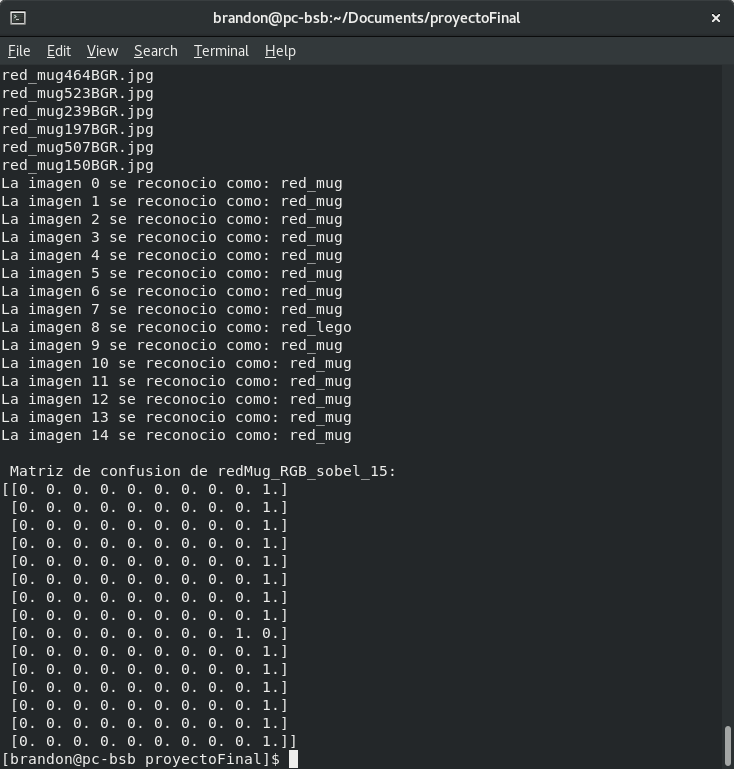 brandon@pc-bsb:~/Documents/proyectoFinal
File Edit View Search Terminal Help
red_mug464BGR.jpg
red_mug523BGR.jpg
red_mug239BGR.jpg
red_mug197BGR.jpg
red_mug507BGR.jpg
red_mug150BGR.jpg
La imagen 0 se reconocio como: red_mug
La imagen 1 se reconocio como: red_mug
La imagen 2 se reconocio como: red_mug
La imagen 3 se reconocio como: red_mug
La imagen 4 se reconocio como: red_mug
La imagen 5 se reconocio como: red_mug
La imagen 6 se reconocio como: red_mug
La imagen 7 se reconocio como: red_mug
La imagen 8 se reconocio como: red_lego
La imagen 9 se reconocio como: red_mug
La imagen 10 se reconocio como: red_mug
La imagen 11 se reconocio como: red_mug
La imagen 12 se reconocio como: red_mug
La imagen 13 se reconocio como: red_mug
La imagen 14 se reconocio como: red_mug
Matriz de confusion de redMug_RGB_sobel_15:
[[0. 0. 0. 0. 0. 0. 0. 0. 0. 1.]
[0. 0. 0. 0. 0. 0. 0. 0. 0. 1.]
[0. 0. 0. 0. 0. 0. 0. 0. 0. 1.]
[0. 0. 0. 0. 0. 0. 0. 0. 0. 1.]
[0. 0. 0. 0. 0. 0. 0. 0. 0. 1.]
[0. 0. 0. 0. 0. 0. 0. 0. 0. 1.]
[0. 0. 0. 0. 0. 0. 0. 0. 0. 1.]
[0. 0. 0. 0. 0. 0. 0. 0. 0. 1.]
[0. 0. 0. 0. 0. 0. 0. 0. 1. 0.]
[0. 0. 0. 0. 0. 0. 0. 0. 0. 1.]
[0. 0. 0. 0. 0. 0. 0. 0. 0. 1.]
[0. 0. 0. 0. 0. 0. 0. 0. 0. 1.]
[0. 0. 0. 0. 0. 0. 0. 0. 0. 1.]
[0. 0. 0. 0. 0. 0. 0. 0. 0. 1.]
[0. 0. 0. 0. 0. 0. 0. 0. 0. 1.]]
[brandon@pc-bsb proyectoFinal]$